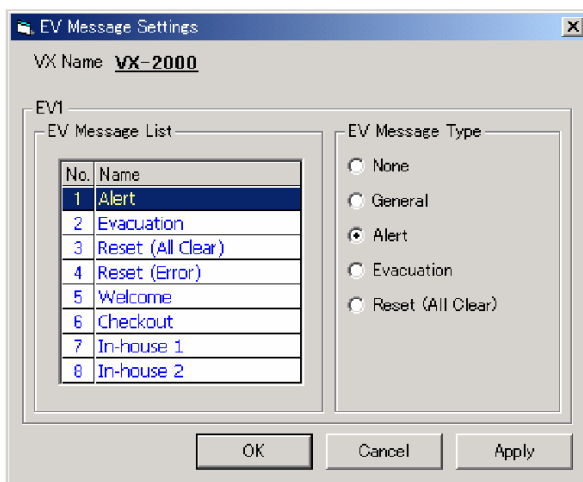 EV Message Settings
VX Name VX-2000
EV1
EV Message List
No. Name
1 Alert
2 Evacuation
3 Reset (All Clear)
4 Reset (Error)
5 Welcome
6 Checkout
7 In-house 1
8 In-house 2
EV Message Type
None
General
Alert
Evacuation
Reset (All Clear)
OK Cancel Apply